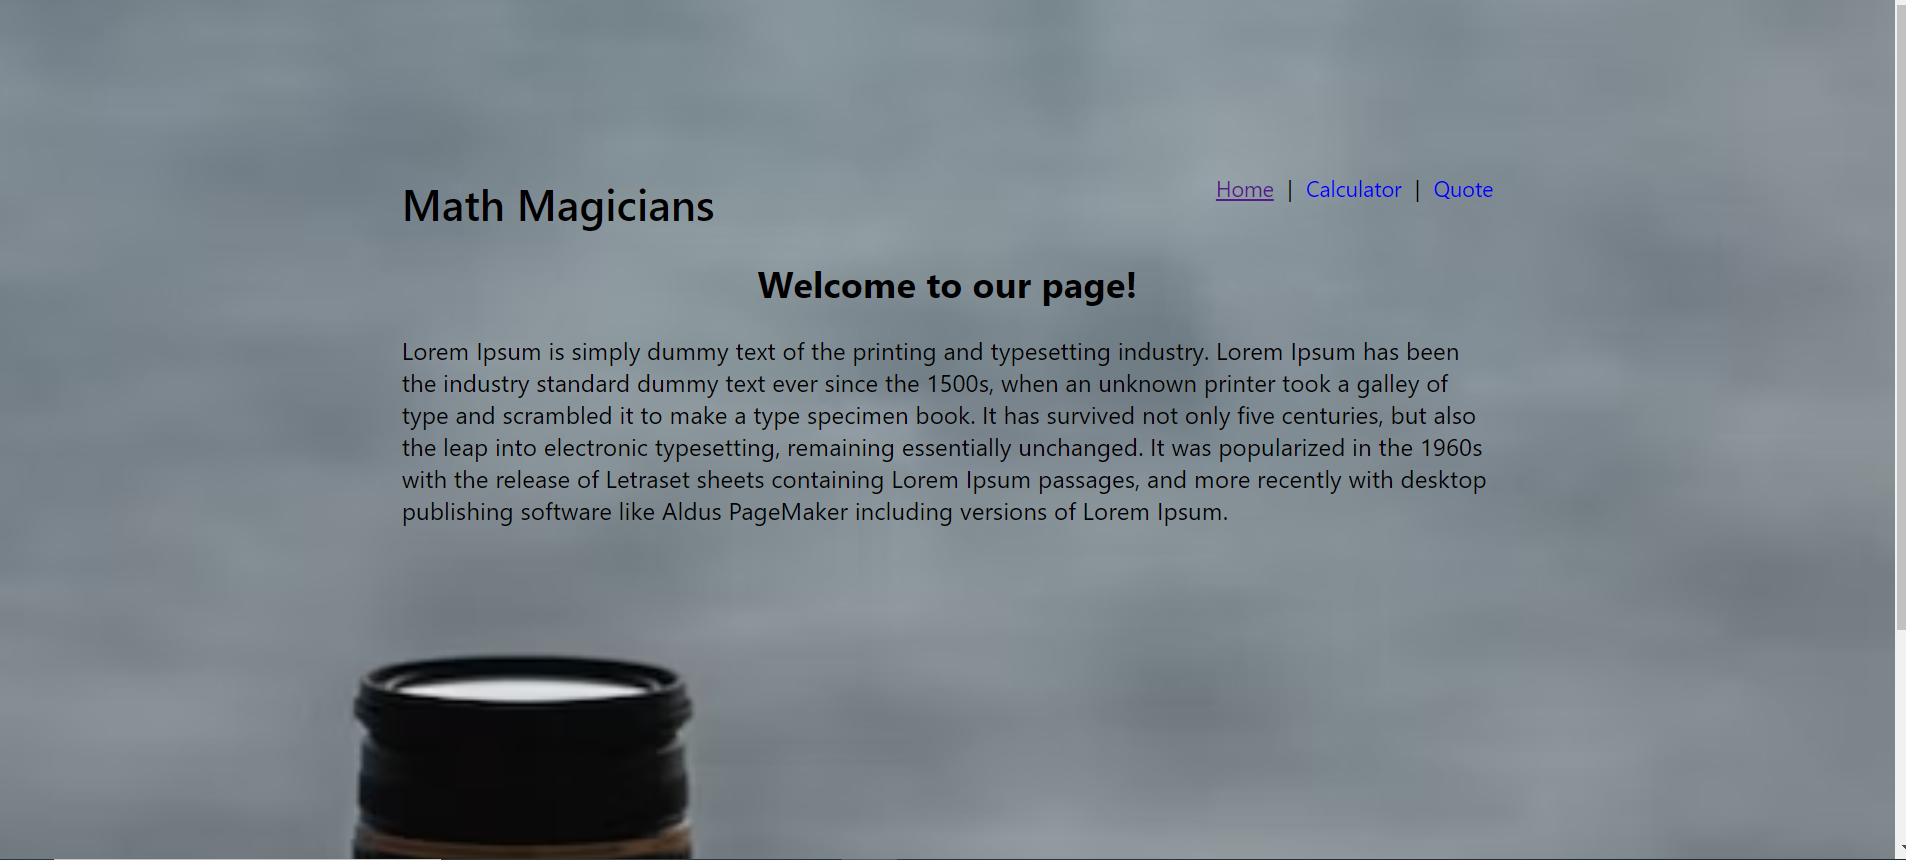 Math Magicians
Home | Calculator | Quote
Welcome to our page!
Lorem Ipsum is simply dummy text of the printing and typesetting industry. Lorem Ipsum has been
the industry standard dummy text ever since the 1500s, when an unknown printer took a galley of
type and scrambled it to make a type specimen book. It has survived not only five centuries, but also
the leap into electronic typesetting, remaining essentially unchanged. It was popularized in the 1960s
with the release of Letraset sheets containing Lorem Ipsum passages, and more recently with desktop
publishing software like Aldus PageMaker including versions of Lorem Ipsum.